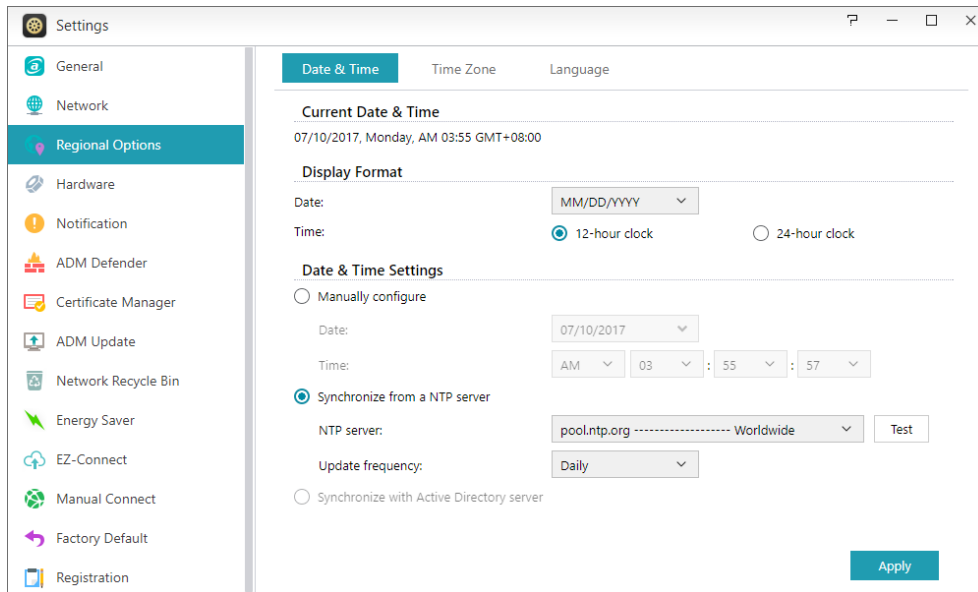 Settings
General
Network
Regional Options
Hardware
Notification
ADM Defender
Certificate Manager
ADM Update
Network Recycle Bin
Energy Saver
EZ-Connect
Manual Connect
Factory Default
Registration
Date & Time Time Zone Language
Current Date & Time
07/10/2017, Monday, AM 03:55 GMT+08:00
Display Format
Date: MM/DD/YYYY
Time: 12-hour clock 24-hour clock
Date & Time Settings
Manually configure
Date: 07/10/2017
Time: AM 03 : 55 : 57
Synchronize from a NTP server
NTP server: pool.ntp.org ------------------- Worldwide Test
Update frequency: Daily
Synchronize with Active Directory server
Apply